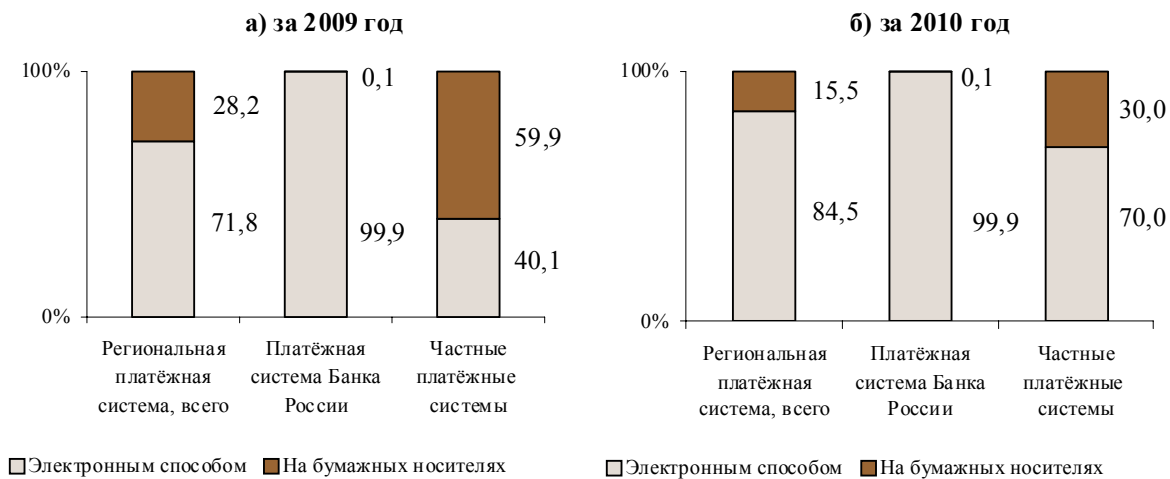 а) за 2009 год
100%
0%
28,2
71,8
0,1
99,9
59,9
40,1
Региональная
платёжная
система, всего
Платёжная
система Банка
России
Частные
платёжные
системы
Электронным способом
На бумажных носителях
б) за 2010 год
100%
0%
15,5
84,5
0,1
99,9
30,0
70,0
Региональная
платёжная
система, всего
Платёжная
система Банка
России
Частные
платёжные
системы
Электронным способом
На бумажных носителях